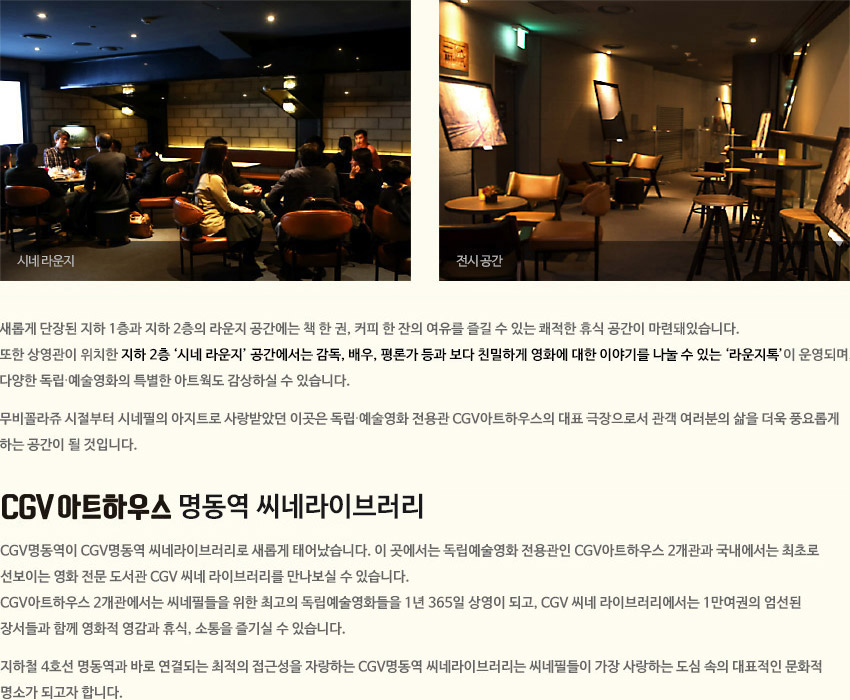 시네 라운지
전시 공간
새롭게 단장된 지하 1층과 지하 2층의 라운지 공간에는 책 한 권, 커피 한 잔의 여유를 즐길 수 있는 쾌적한 휴식 공간이 마련돼있습니다.
또한 상영관이 위치한 지하 2층 ‘시네 라운지’ 공간에서는 감독, 배우, 평론가 등과 보다 친밀하게 영화에 대한 이야기를 나눌 수 있는 ‘라운지톡’이 운영되며
다양한 독립·예술영화의 특별한 아트웍도 감상하실 수 있습니다.
무비꼴라쥬 시절부터 시네필의 아지트로 사랑받았던 이곳은 독립·예술영화 전용관 CGV아트하우스의 대표 극장으로서 관객 여러분의 삶을 더욱 풍요롭게
하는 공간이 될 것입니다.
CGV아트하우스 명동역 씨네라이브러리
CGV명동역이 CGV명동역 씨네라이브러리로 새롭게 태어났습니다. 이 곳에서는 독립예술영화 전용관인 CGV아트하우스 2개관과 국내에서는 최초로
선보이는 영화 전문 도서관 CGV 씨네 라이브러리를 만나보실 수 있습니다.
CGV아트하우스 2개관에서는 씨네필들을 위한 최고의 독립예술영화들을 1년 365일 상영이 되고, CGV 씨네 라이브러리에서는 1만여권의 엄선된
장서들과 함께 영화적 영감과 휴식, 소통을 즐기실 수 있습니다.
지하철 4호선 명동역과 바로 연결되는 최적의 접근성을 자랑하는 CGV명동역 씨네라이브러리는 씨네필들이 가장 사랑하는 도심 속의 대표적인 문화적
명소가 되고자 합니다.